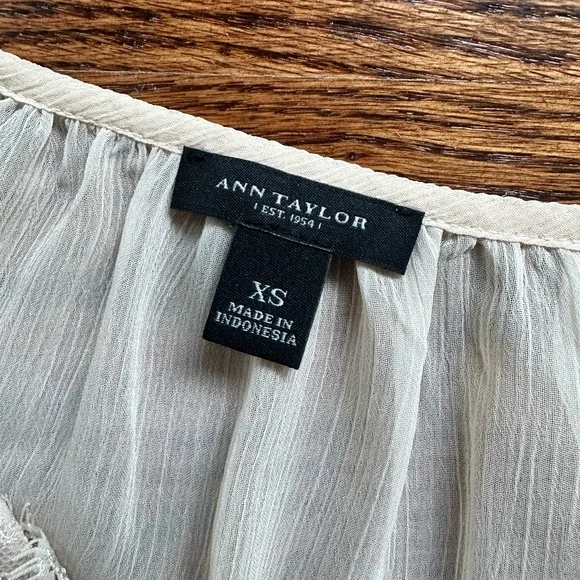 ANN TAYLOR
| EST. 1954 |
XS
MADE IN
INDONESIA